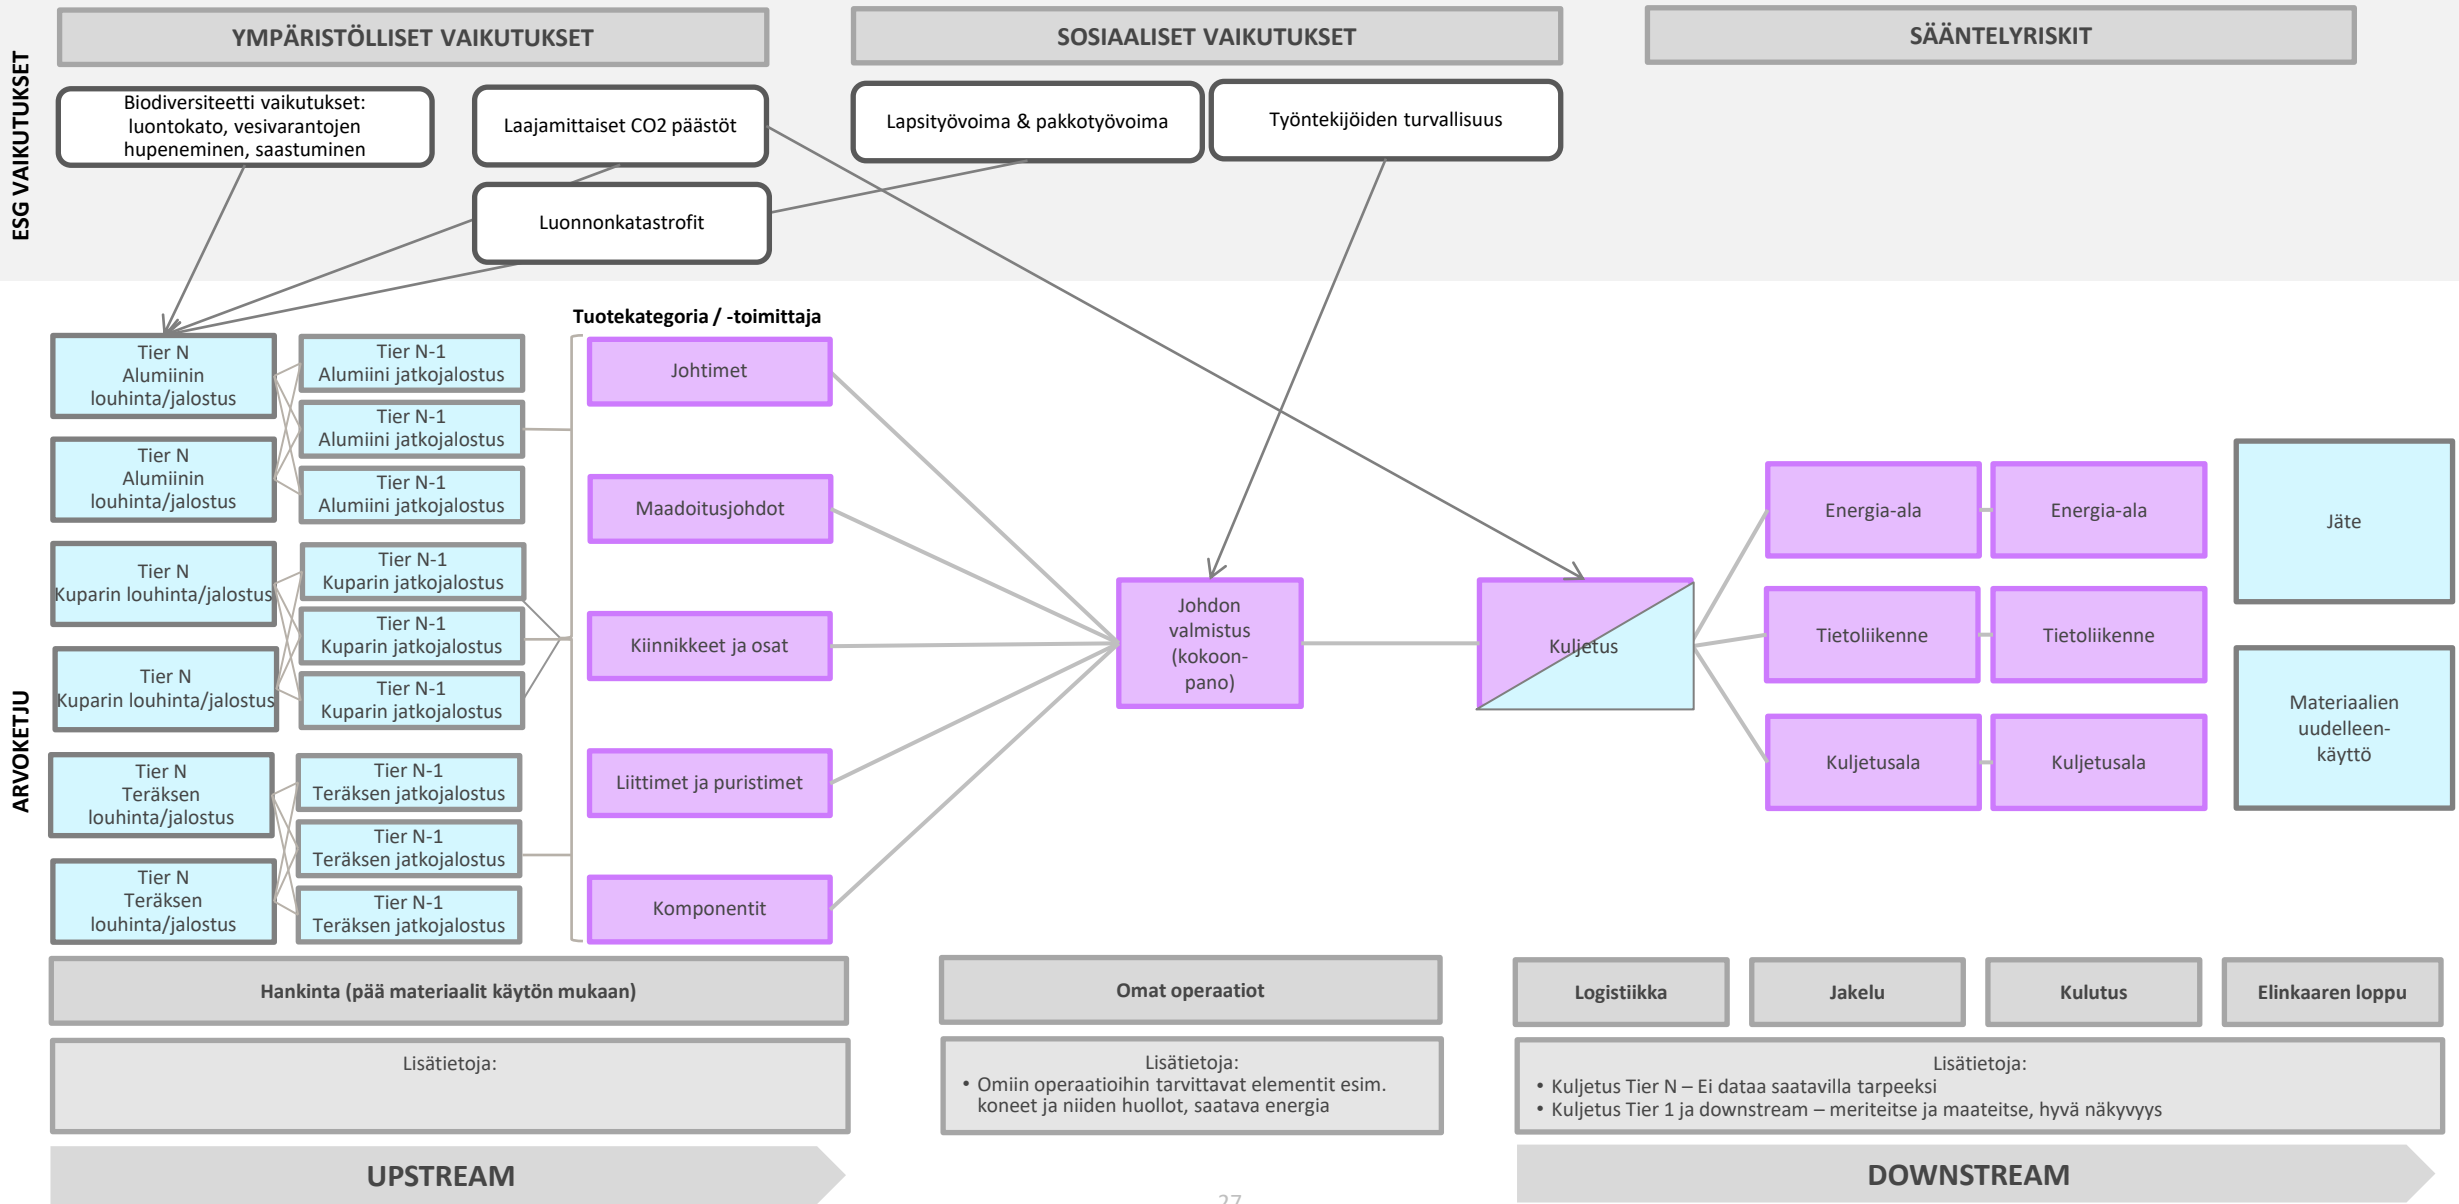 ESG VAIKUTUKSET
YMPÄRISTÖLLISET VAIKUTUKSET
SOSIAALISET VAIKUTUKSET
SÄÄNTELYRISKIT
Biodiversiteetti vaikutukset:
luontokato, vesivarantojen
hupeneminen, saastuminen
Laajamittaiset CO2 päästöt
Luonnonkatastrofit
Lapsityövoima & pakkotyövoima
Työntekijöiden turvallisuus
ARVOKETJU
Tier N
Alumiinin
louhinta/jalostus
Tier N
Alumiinin
louhinta/jalostus
Tier N
Kuparin louhinta/jalostus
Tier N
Kuparin louhinta/jalostus
Tier N
Teräksen
louhinta/jalostus
Tier N
Teräksen
louhinta/jalostus
Tier N-1
Alumiini jatkojalostus
Tier N-1
Alumiini jatkojalostus
Tier N-1
Alumiini jatkojalostus
Tier N-1
Kuparin jatkojalostus
Tier N-1
Kuparin jatkojalostus
Tier N-1
Kuparin jatkojalostus
Tier N-1
Teräksen jatkojalostus
Tier N-1
Teräksen jatkojalostus
Tier N-1
Teräksen jatkojalostus
Tuotekategoria / -toimittaja
Johtimet
Maadoitusjohdot
Kiinnikkeet ja osat
Liittimet ja puristimet
Komponentit
Johdon
valmistus
(kokoon-
pano)
Kuljetus
Energia-ala
Energia-ala
Tietoliikenne
Tietoliikenne
Kuljetusala
Kuljetusala
Jäte
Materiaalien
uudelleen-
käyttö
Hankinta (pää materiaalit käytön mukaan)
Omat operaatiot
Logistiikka
Jakelu
Kulutus
Elinkaaren loppu
Lisätietoja:
Lisätietoja:
• Omiin operaatioihin tarvittavat elementit esim.
koneet ja niiden huollot, saatava energia
Lisätietoja:
• Kuljetus Tier N – Ei dataa saatavilla tarpeeksi
• Kuljetus Tier 1 ja downstream – meriteitse ja maateitse, hyvä näkyvyys
UPSTREAM
DOWNSTREAM
27